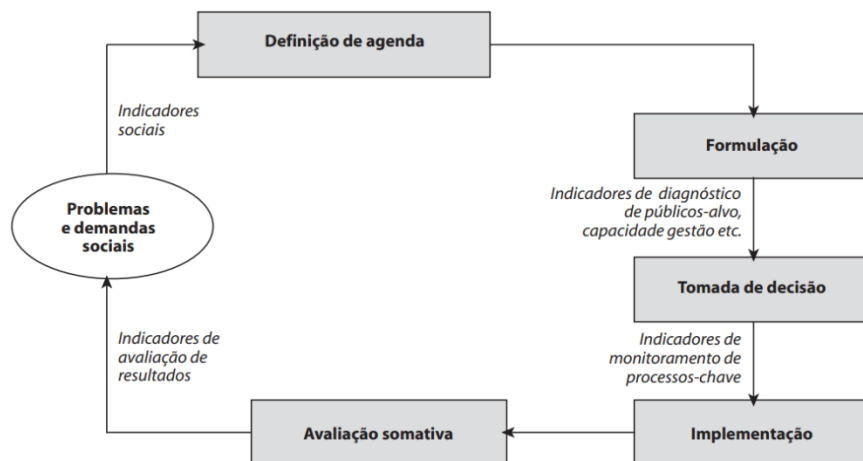 Definição de agenda
Indicadores
sociais
Formulação
Problemas
e demandas
sociais
Indicadores de diagnóstico
de públicos-alvo,
capacidade gestão etc.
Tomada de decisão
Indicadores de
avaliação de
resultados
Indicadores de
monitoramento de
processos-chave
Avaliação somativa
Implementação